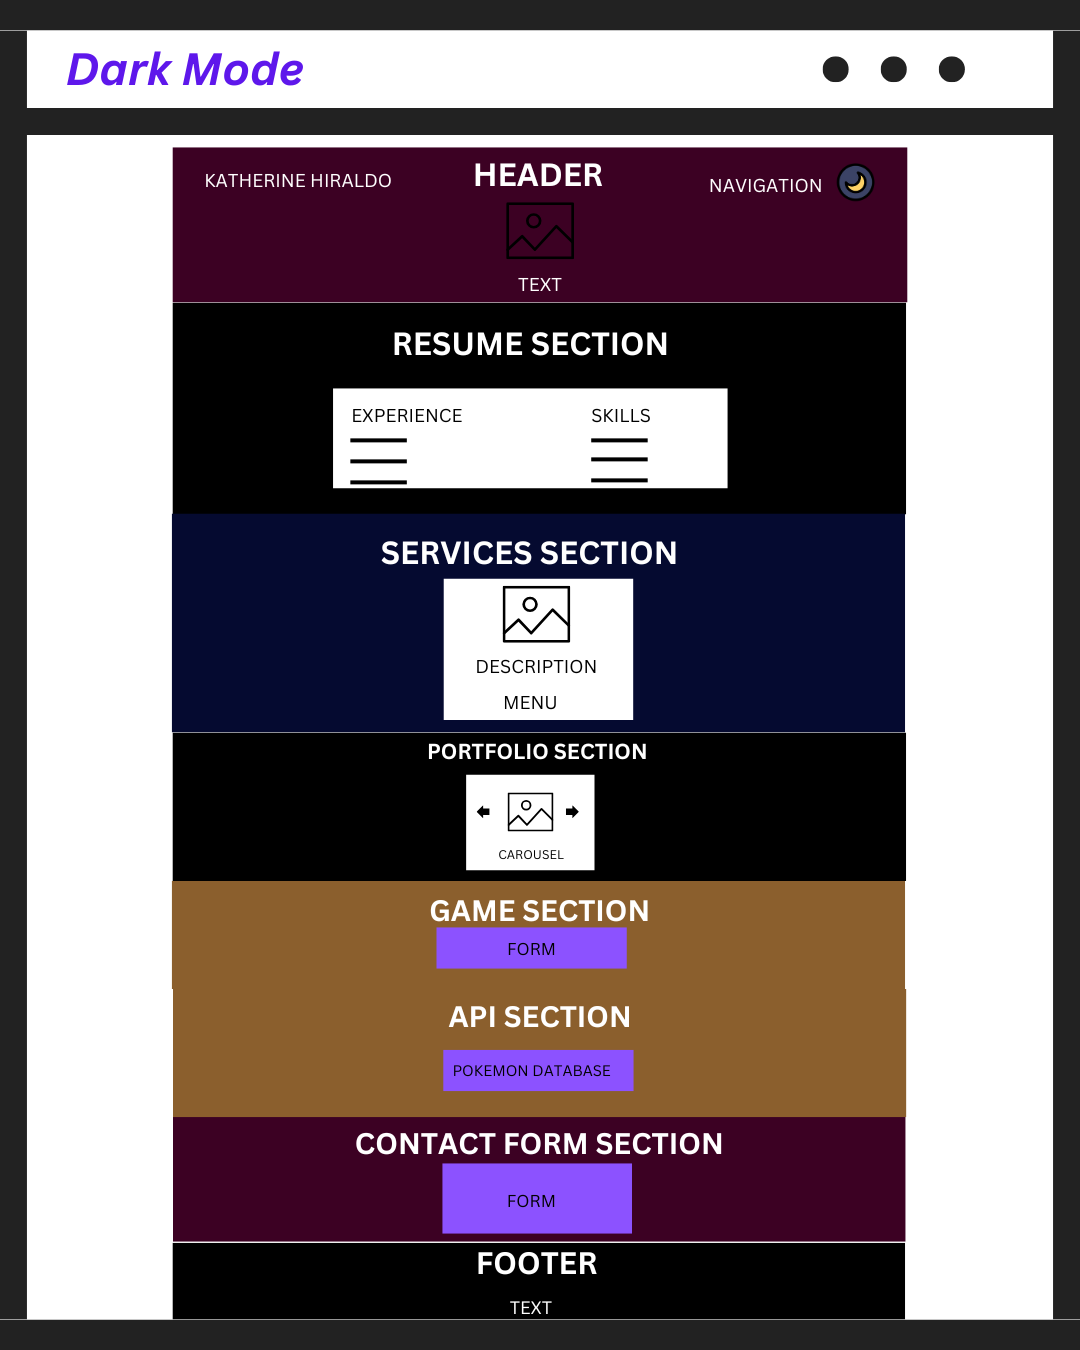 Dark Mode
KATHERINE HIRALDO
HEADER
NAVIGATION
TEXT
RESUME SECTION
EXPERIENCE
SKILLS
SERVICES SECTION
DESCRIPTION
MENU
PORTFOLIO SECTION
CAROUSEL
GAME SECTION
FORM
API SECTION
POKEMON DATABASE
CONTACT FORM SECTION
FORM
FOOTER
TEXT